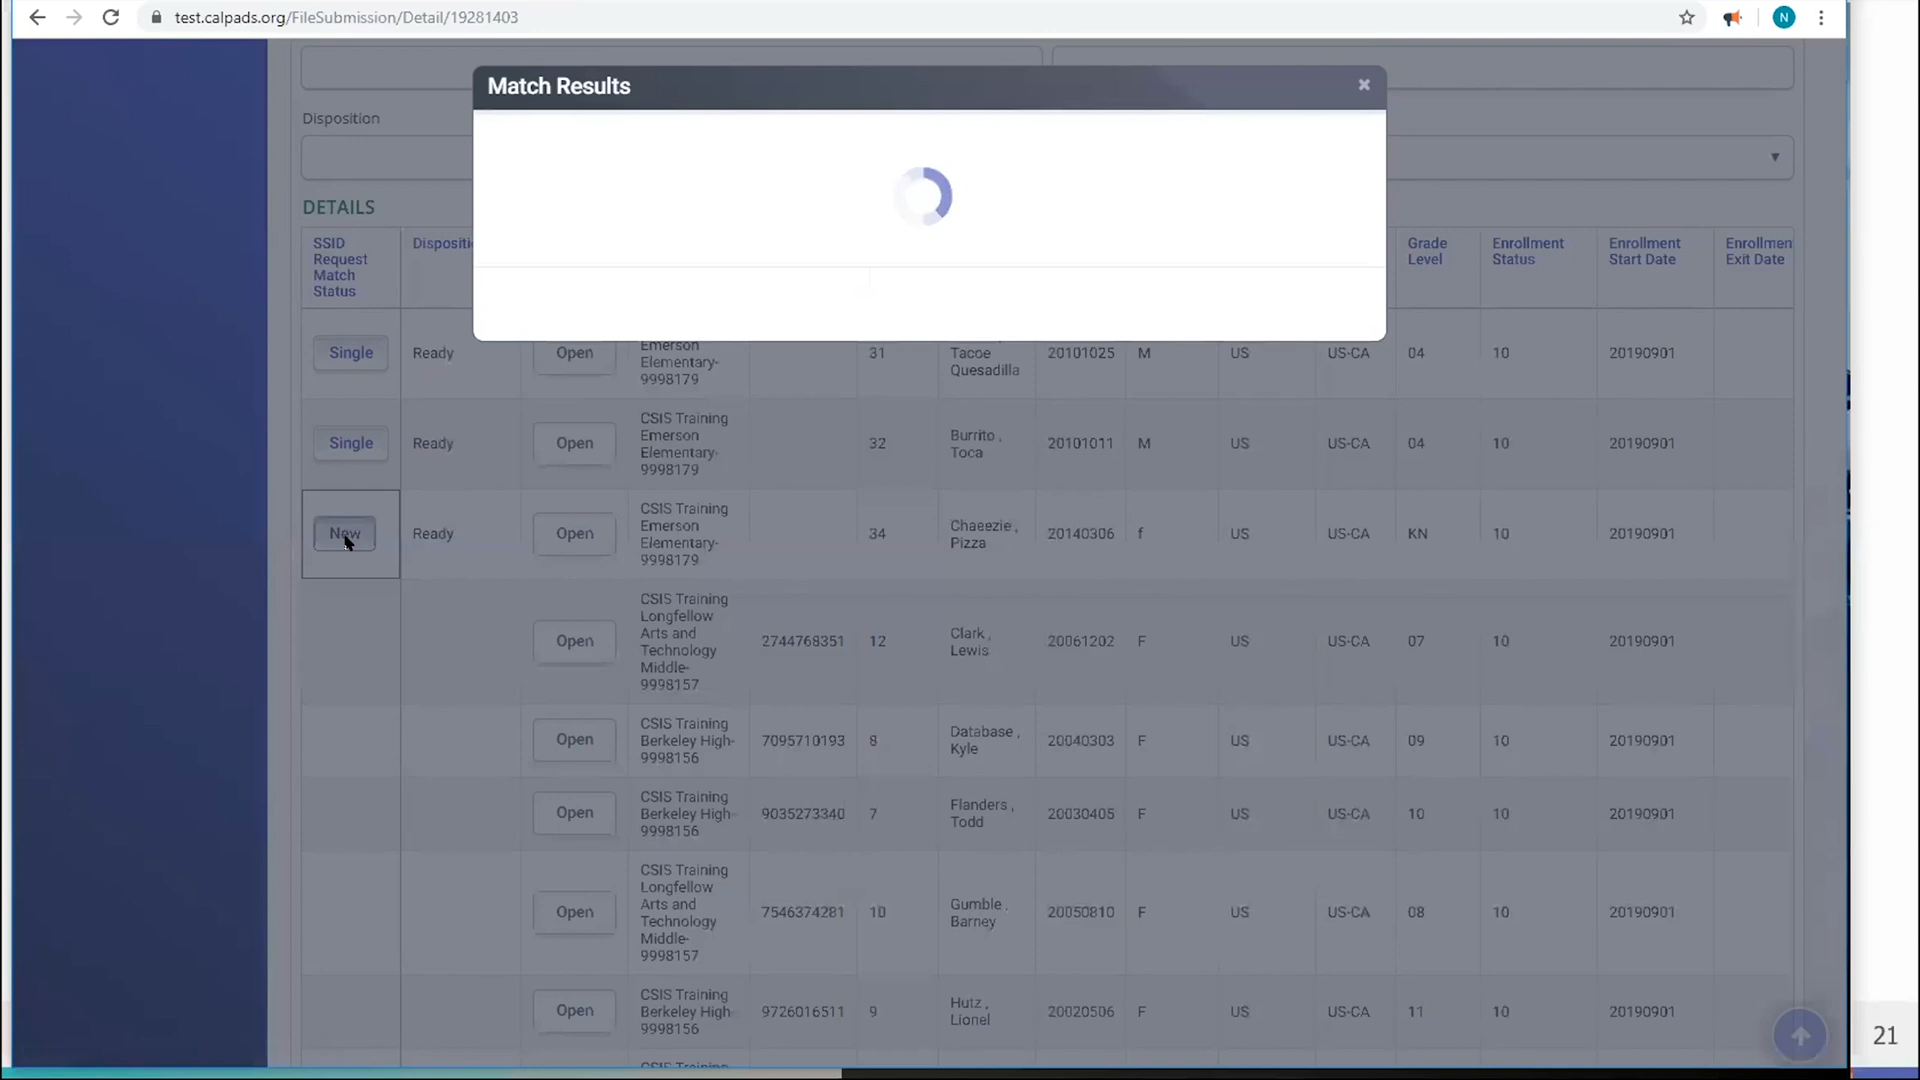 test.calpads.org/FileSubmission/Detail/19281403
N
Match Results
×
Disposition
DETAILS
SSID
Request
Match
Status
Dispositi
Grade
Level
Enrollment
Status
Enrollment
Start Date
Enrollmen
Exit Date
Single Ready Open Emerson
Elementary-
9998179
31 Tacoe
Quesadilla
20101025 M US US-CA 04 10 20190901
Single Ready Open CSIS Training
Emerson
Elementary-
9998179
32 Burrito ,
Toca
20101011 M US US-CA 04 10 20190901
New Ready Open CSIS Training
Emerson
Elementary-
9998179
34 Chaeezie ,
Pizza
20140306 f US US-CA KN 10 20190901
Open CSIS Training
Longfellow
Arts and
Technology
Middle-
9998157
2744768351 12 Clark ,
Lewis
20061202 F US US-CA 07 10 20190901
Open CSIS Training
Berkeley High-
9998156
7095710193 8 Database ,
Kyle
20040303 F US US-CA 09 10 20190901
Open CSIS Training
Berkeley High-
9998156
9035273340 7 Flanders ,
Todd
20030405 F US US-CA 10 10 20190901
Open CSIS Training
Longfellow
Arts and
Technology
Middle-
9998157
7546374281 10 Gumble ,
Barney
20050810 F US US-CA 08 10 20190901
Open CSIS Training
Berkeley High-
9998156
9726016511 9 Hutz ,
Lionel
20020506 F US US-CA 11 10 20190901
21